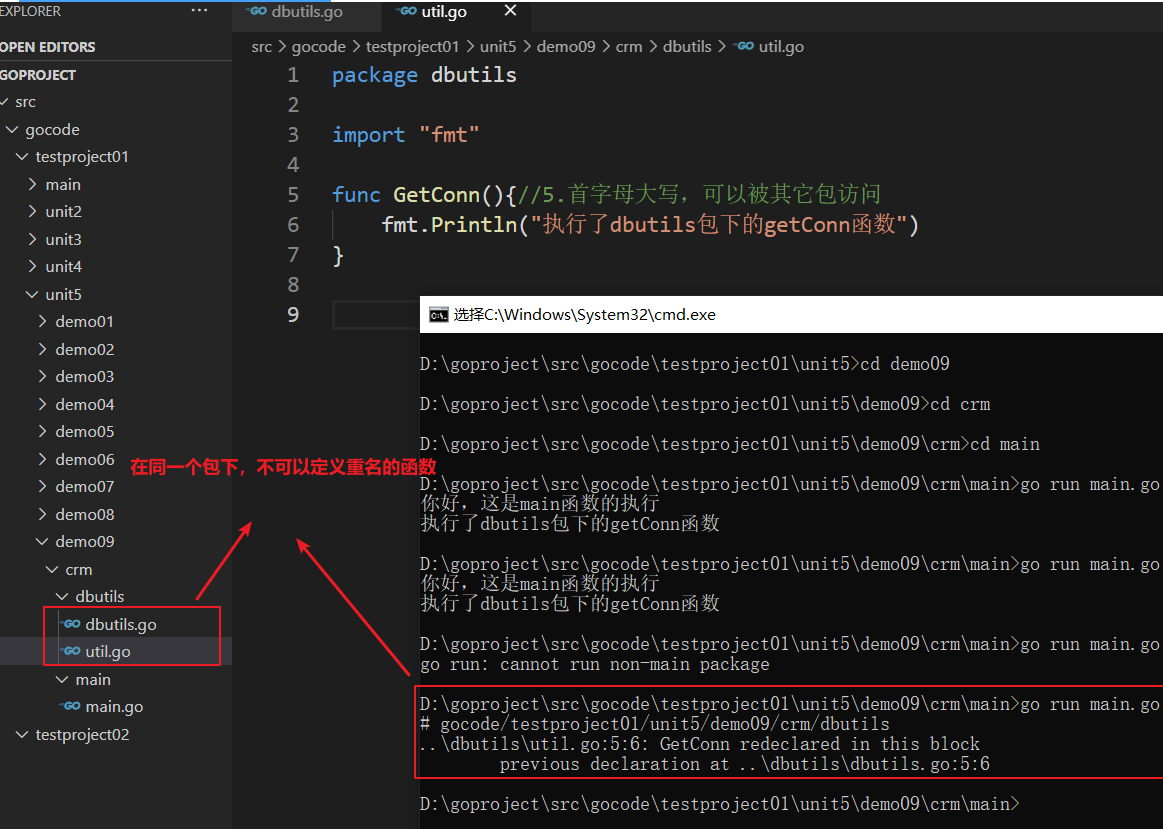 EXPLORER
···
dbutils.go
util.go
OPEN EDITORS
GOPROJECT
src
gocode
testproject01
main
unit2
unit3
unit4
unit5
demo01
demo02
demo03
demo04
demo05
demo06
demo07
demo08
demo09
crm
dbutils
dbutils.go
util.go
main
main.go
testproject02
src > gocode > testproject01 > unit5 > demo09 > crm > dbutils > util.go
1 package dbutils
2
3 import "fmt"
4
5 func GetConn(){//5.首字母大写，可以被其它包访问
6 fmt.Println("执行了dbutils包下的getConn函数")
7 }
8
9
在同一个包下，不可以定义重名的函数
选择C:\Windows\System32\cmd.exe
D:\goproject\src\gocode\testproject01\unit5>cd demo09
D:\goproject\src\gocode\testproject01\unit5\demo09>cd crm
D:\goproject\src\gocode\testproject01\unit5\demo09\crm>cd main
D:\goproject\src\gocode\testproject01\unit5\demo09\crm\main>go run main.go
你好，这是main函数的执行
执行了dbutils包下的getConn函数
D:\goproject\src\gocode\testproject01\unit5\demo09\crm\main>go run main.go
你好，这是main函数的执行
执行了dbutils包下的getConn函数
D:\goproject\src\gocode\testproject01\unit5\demo09\crm\main>go run main.go
go run: cannot run non-main package
D:\goproject\src\gocode\testproject01\unit5\demo09\crm\main>go run main.go
# gocode/testproject01/unit5/demo09/crm/dbutils
..\dbutils\util.go:5:6: GetConn redeclared in this block
previous declaration at ..\dbutils\dbutils.go:5:6
D:\goproject\src\gocode\testproject01\unit5\demo09\crm\main>